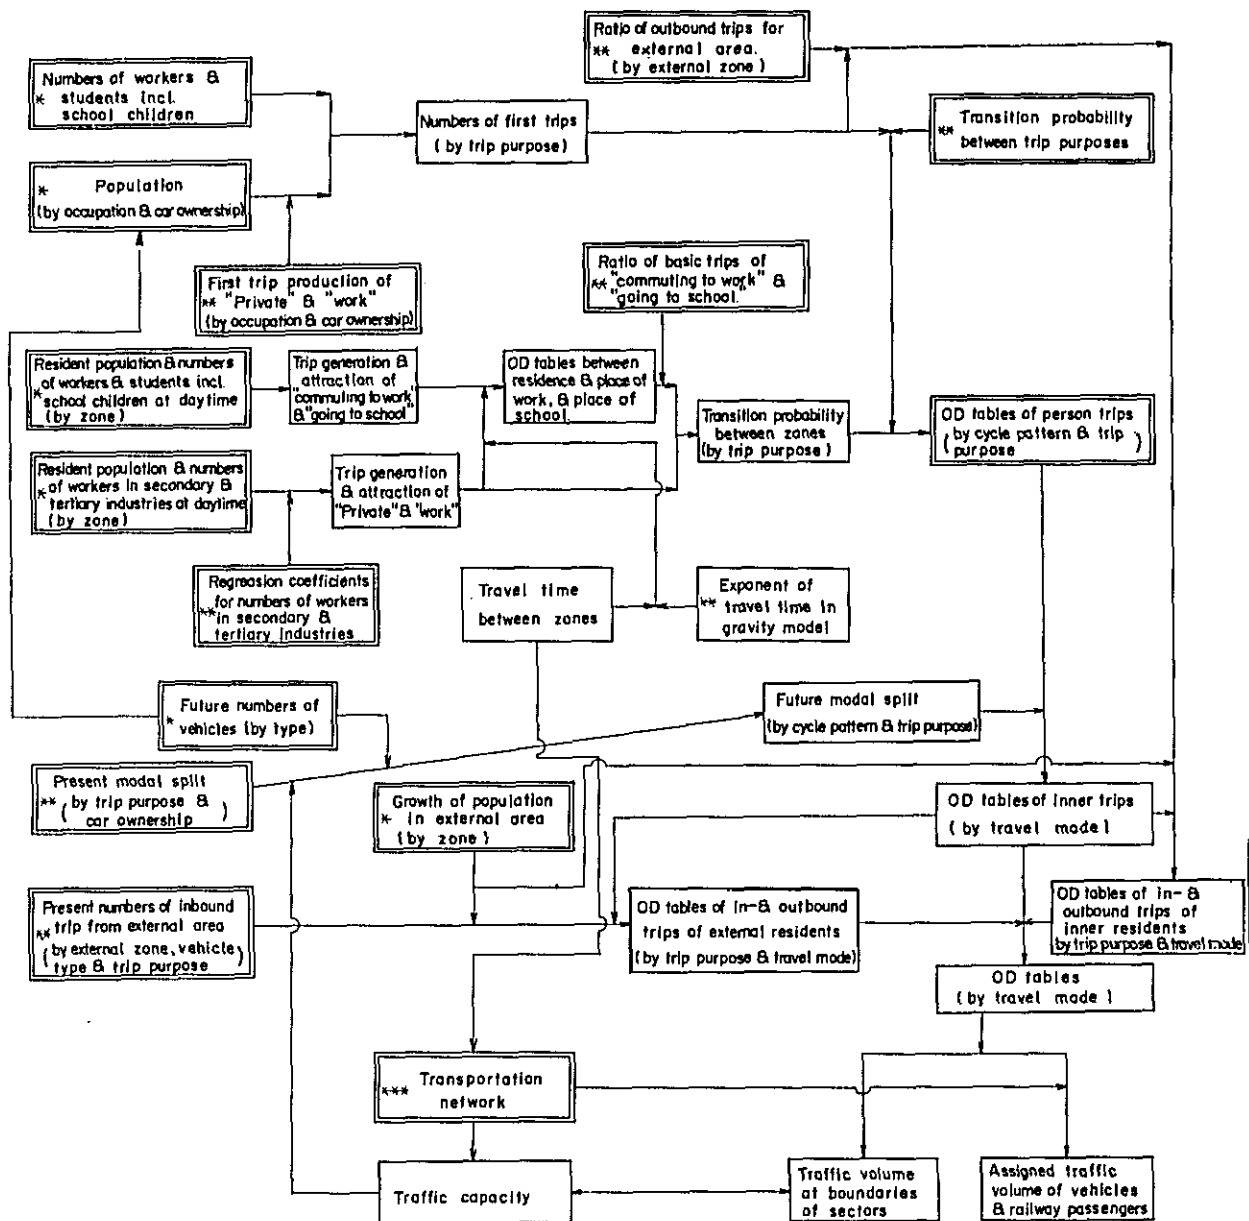 Ratio of outbound trips for
** external area.
(by external zone)
Numbers of workers &
* students incl.
school children
Numbers of first trips
(by trip purpose)
** Transition probability
between trip purposes
* Population
(by occupation & car ownership)
First trip production of
** "Private" & "work"
(by occupation & car ownership)
Ratio of basic trips of
** "commuting to work" &
"going to school."
Resident population & numbers
* of workers & students incl.
school children at daytime
(by zone)
Trip generation &
attraction of
"commuting to work"
& "going to school"
OD tables between
residence & place of
work, & place of
school.
Transition probability
between zones
(by trip purpose)
OD tables of person trips
(by cycle pattern & trip
purpose)
Resident population & numbers
* of workers in secondary &
tertiary industries at daytime
(by zone)
Trip generation
& attraction of
"Private" & "work"
Regression coefficients
for numbers of workers
** in secondary &
tertiary industries
Travel time
between zones
Exponent of
** travel time in
gravity model
Future numbers of
* vehicles (by type)
Future modal split
(by cycle pattern & trip purpose)
Present modal split
** (by trip purpose &
car ownership)
Growth of population
* in external area
(by zone)
OD tables of inner trips
(by travel mode)
Present numbers of inbound
** trip from external area
(by external zone, vehicle
type & trip purpose)
OD tables of in- & outbound
trips of external residents
(by trip purpose & travel mode)
OD tables of in- &
outbound trips of
inner residents
by trip purpose & travel mode
OD tables
(by travel mode)
*** Transportation
network
Traffic capacity
Traffic volume
at boundaries
of sectors
Assigned traffic
volume of vehicles
& railway passengers